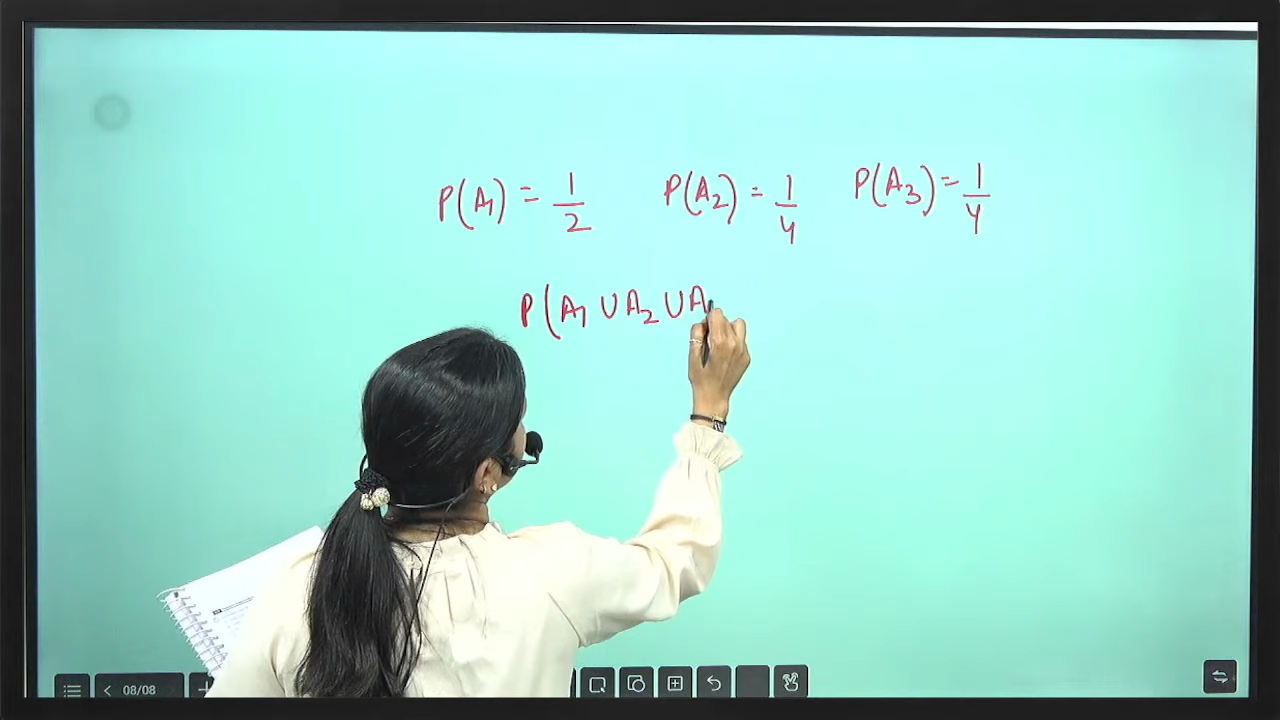 P(A₁) = 1/2 P(A₂) = 1/4 P(A₃) = 1/4
P(A₁ ∪ A₂ ∪ A
08/08